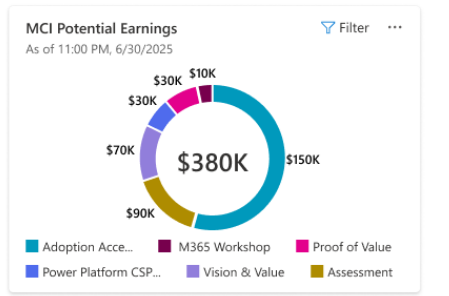 MCI Potential Earnings
Filter ...
As of 11:00 PM, 6/30/2025
$10K
$30K
$30K
$70K
$380K
$150K
$90K
Adoption Acce... M365 Workshop Proof of Value
Power Platform CSP... Vision & Value Assessment